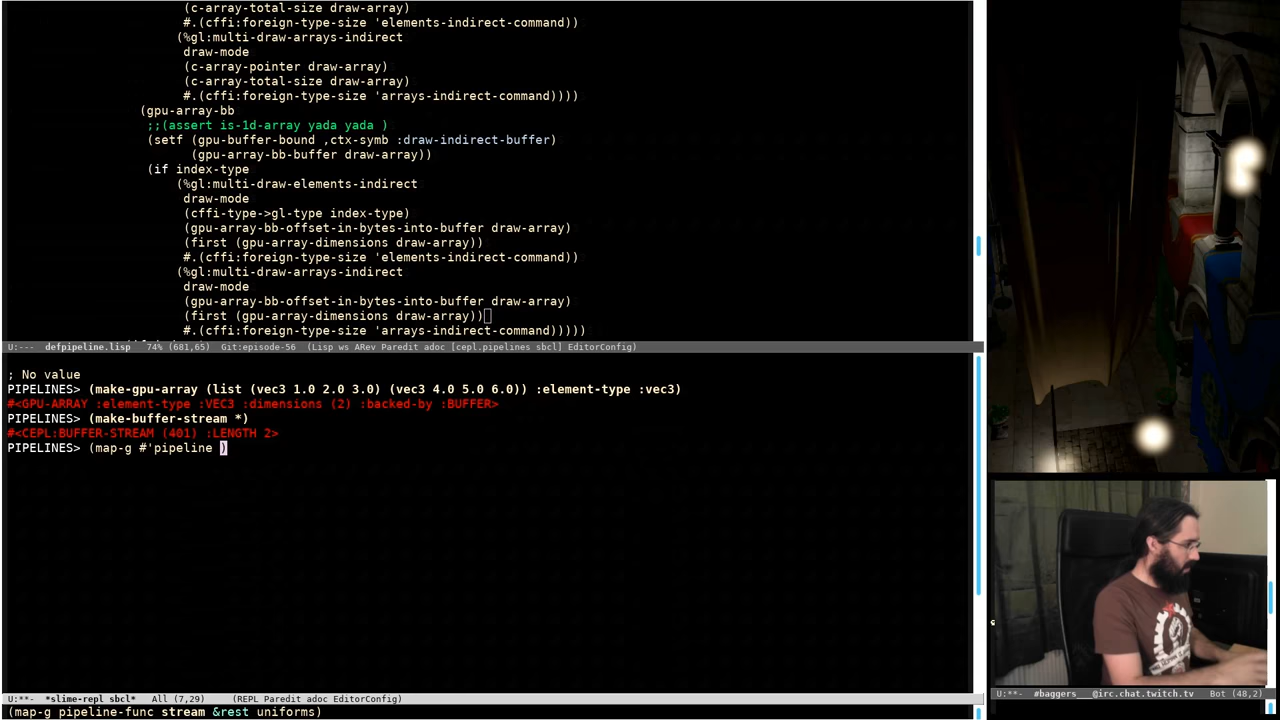 (c-array-total-size draw-array)
#.(cffi:foreign-type-size 'elements-indirect-command))
(%gl:multi-draw-arrays-indirect
draw-mode
(c-array-pointer draw-array)
(c-array-total-size draw-array)
#.(cffi:foreign-type-size 'arrays-indirect-command))))
(gpu-array-bb
;;(assert is-1d-array yada yada )
(setf (gpu-buffer-bound ,ctx-symb :draw-indirect-buffer)
(gpu-array-bb-buffer draw-array))
(if index-type
(%gl:multi-draw-elements-indirect
draw-mode
(cffi-type->gl-type index-type)
(gpu-array-bb-offset-in-bytes-into-buffer draw-array)
(first (gpu-array-dimensions draw-array))
#.(cffi:foreign-type-size 'elements-indirect-command))
(%gl:multi-draw-arrays-indirect
draw-mode
(gpu-array-bb-offset-in-bytes-into-buffer draw-array)
(first (gpu-array-dimensions draw-array))
#.(cffi:foreign-type-size 'arrays-indirect-command)))))
U:--- defpipeline.lisp 74% (681,65) Git:episode-56 (Lisp ws ARev Paredit adoc [cepl.pipelines sbcl] EditorConfig)
; No value
PIPELINES> (make-gpu-array (list (vec3 1.0 2.0 3.0) (vec3 4.0 5.0 6.0)) :element-type :vec3)
#<GPU-ARRAY :element-type :VEC3 :dimensions (2) :backed-by :BUFFER>
PIPELINES> (make-buffer-stream *)
#<CEPL:BUFFER-STREAM (401) :LENGTH 2>
PIPELINES> (map-g #'pipeline )
U:**- *slime-repl sbcl* All (7,29) (REPL Paredit adoc EditorConfig)
(map-g pipeline-func stream &rest uniforms)
U:**- #baggers___@irc.chat.twitch.tv Bot (48,2)